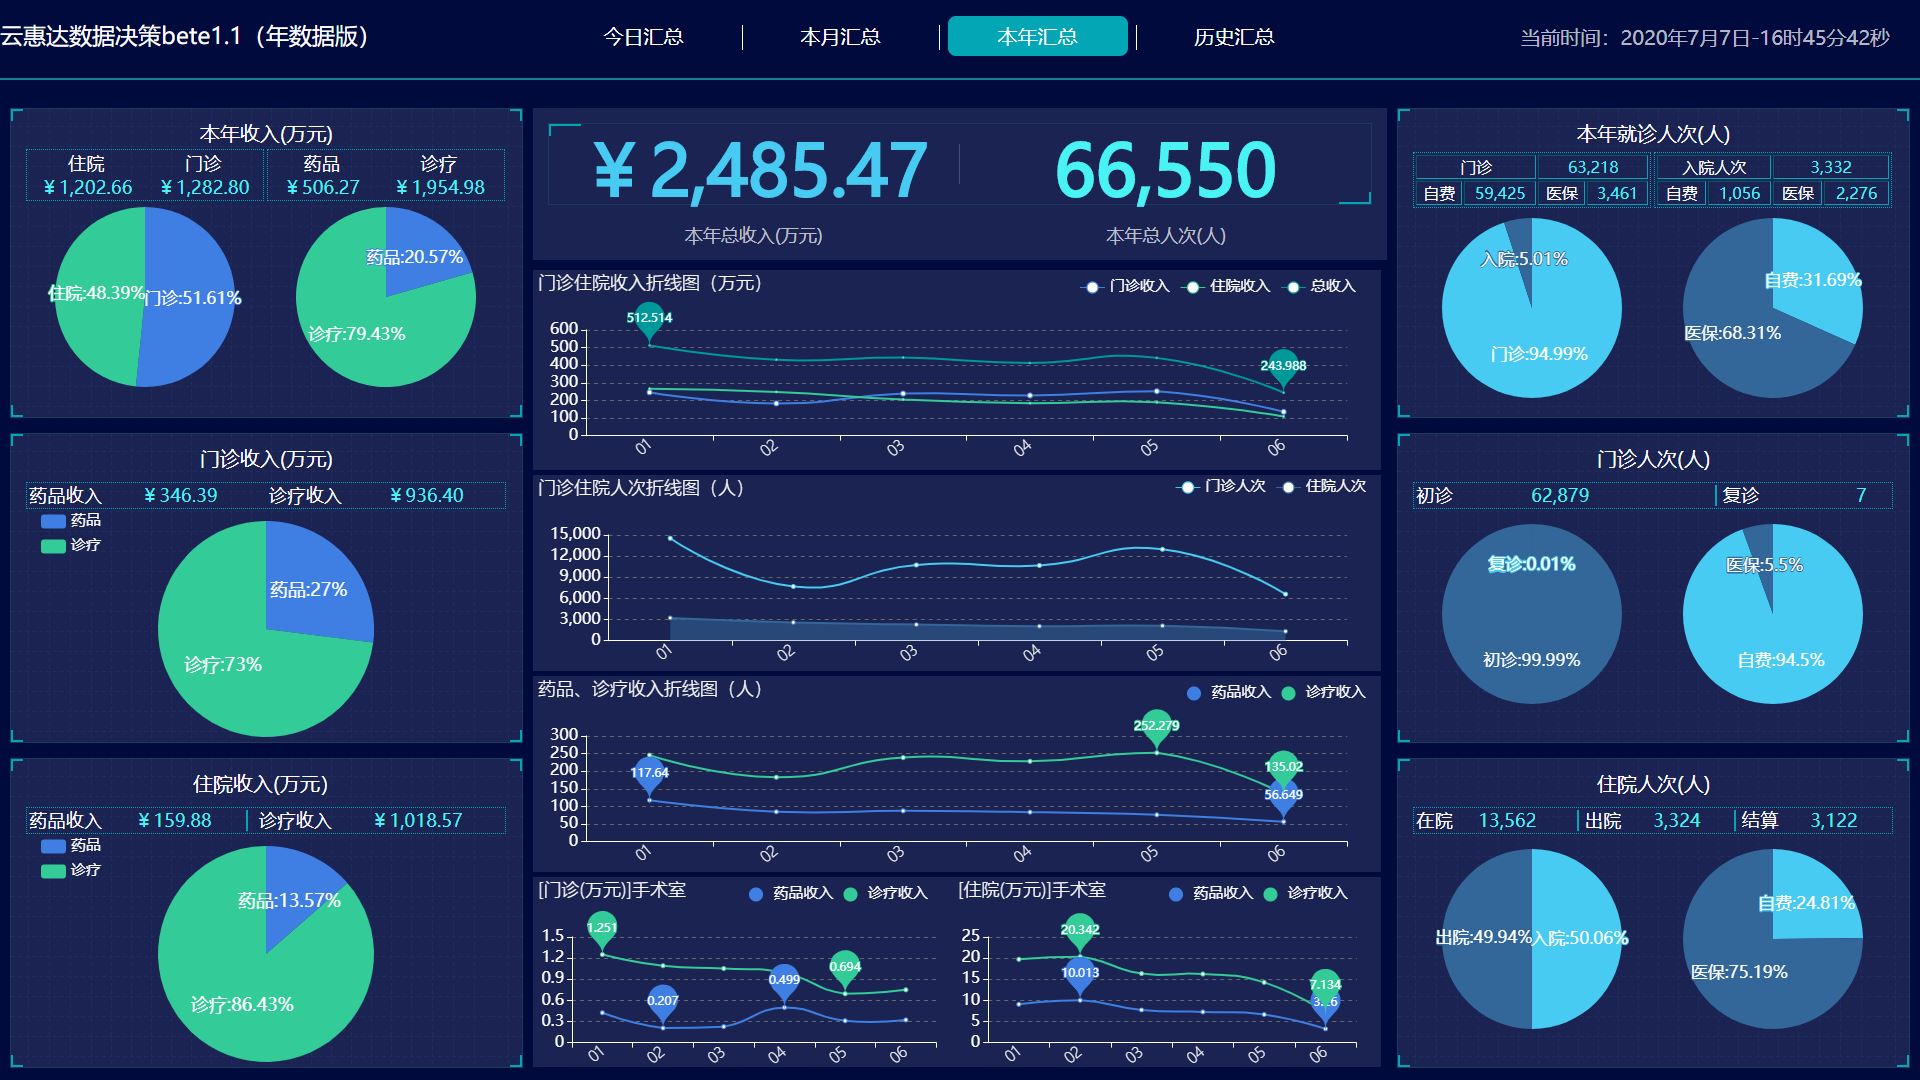 云惠达数据决策bete1.1（年数据版）
今日汇总
本月汇总
本年汇总
历史汇总
当前时间：2020年7月7日-16时45分42秒
本年收入(万元)
住院 门诊 药品 诊疗
￥1,202.66 ￥1,282.80 ￥506.27 ￥1,954.98
住院:48.39% 门诊:51.61%
药品:20.57%
诊疗:79.43%
门诊收入(万元)
药品收入 ￥346.39 诊疗收入 ￥936.40
药品
诊疗
药品:27%
诊疗:73%
住院收入(万元)
药品收入 ￥159.88 诊疗收入 ￥1,018.57
药品
诊疗
药品:13.57%
诊疗:86.43%
￥2,485.47 66,550
本年总收入(万元) 本年总人次(人)
门诊住院收入折线图（万元）
门诊收入 住院收入 总收入
512.514
243.988
600
500
400
300
200
100
0
01 02 03 04 05 06
门诊住院人次折线图（人）
门诊人次 住院人次
15,000
12,000
9,000
6,000
3,000
0
01 02 03 04 05 06
药品、诊疗收入折线图（人）
药品收入 诊疗收入
252.279
117.64
135.02
56.649
300
250
200
150
100
50
0
01 02 03 04 05 06
[门诊(万元)]手术室
药品收入 诊疗收入
1.251
0.694
0.499
0.207
1.5
1.2
0.9
0.6
0.3
0
01 02 03 04 05 06
[住院(万元)]手术室
药品收入 诊疗收入
20.342
10.013
7.134
25
20
15
10
5
0
01 02 03 04 05 06
本年就诊人次(人)
门诊 63,218 入院人次 3,332
自费 59,425 医保 3,461 自费 1,056 医保 2,276
入院:5.01%
门诊:94.99%
自费:31.69%
医保:68.31%
门诊人次(人)
初诊 62,879 复诊 7
复诊:0.01%
初诊:99.99%
医保:5.5%
自费:94.5%
住院人次(人)
在院 13,562 出院 3,324 结算 3,122
出院:49.94% 入院:50.06%
自费:24.81%
医保:75.19%